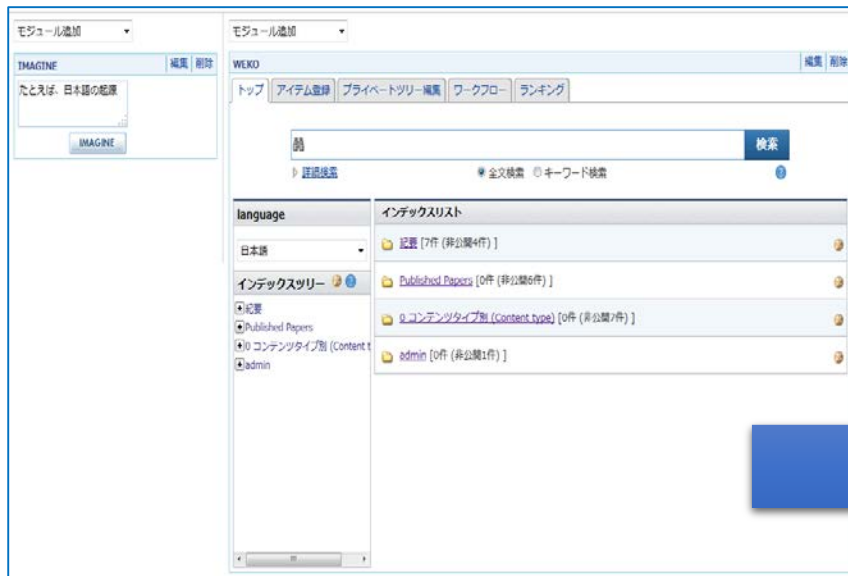 モジュール追加
モジュール追加
IMAGINE
編集
削除
たとえば、日本語の起源
IMAGINE
WEKO
編集
削除
トップ
アイテム登録
プライベートツリー編集
ワークフロー
ランキング
検索
詳細検索
全文検索
キーワード検索
language
日本語
インデックスツリー
紀要
Published Papers
0 コンテンツタイプ別 (Content t
admin
インデックスリスト
紀要 [7件 (非公開4件) ]
Published Papers [0件 (非公開6件) ]
0 コンテンツタイプ別 (Content type) [0件 (非公開7件) ]
admin [0件 (非公開1件) ]